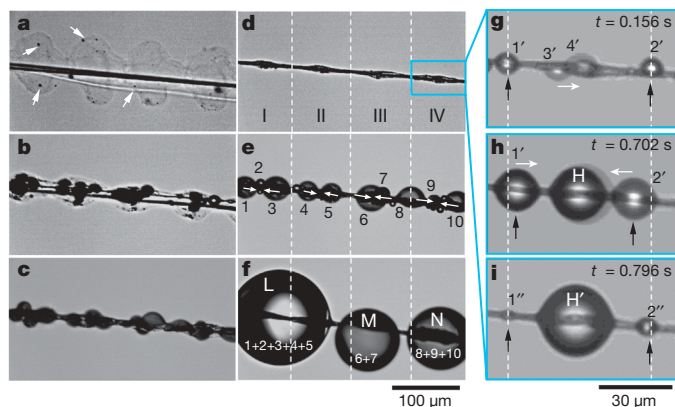 a
b
c
d
I II III IV
e
1 2 3 4 5 6 7 8 9 10
f
L M N
1+2+3+4+5 6+7 8+9+10
100 µm
g t = 0.156 s
1′ 3′ 4′ 2′
h t = 0.702 s
1′ H 2′
i t = 0.796 s
1″ H′ 2″
30 µm